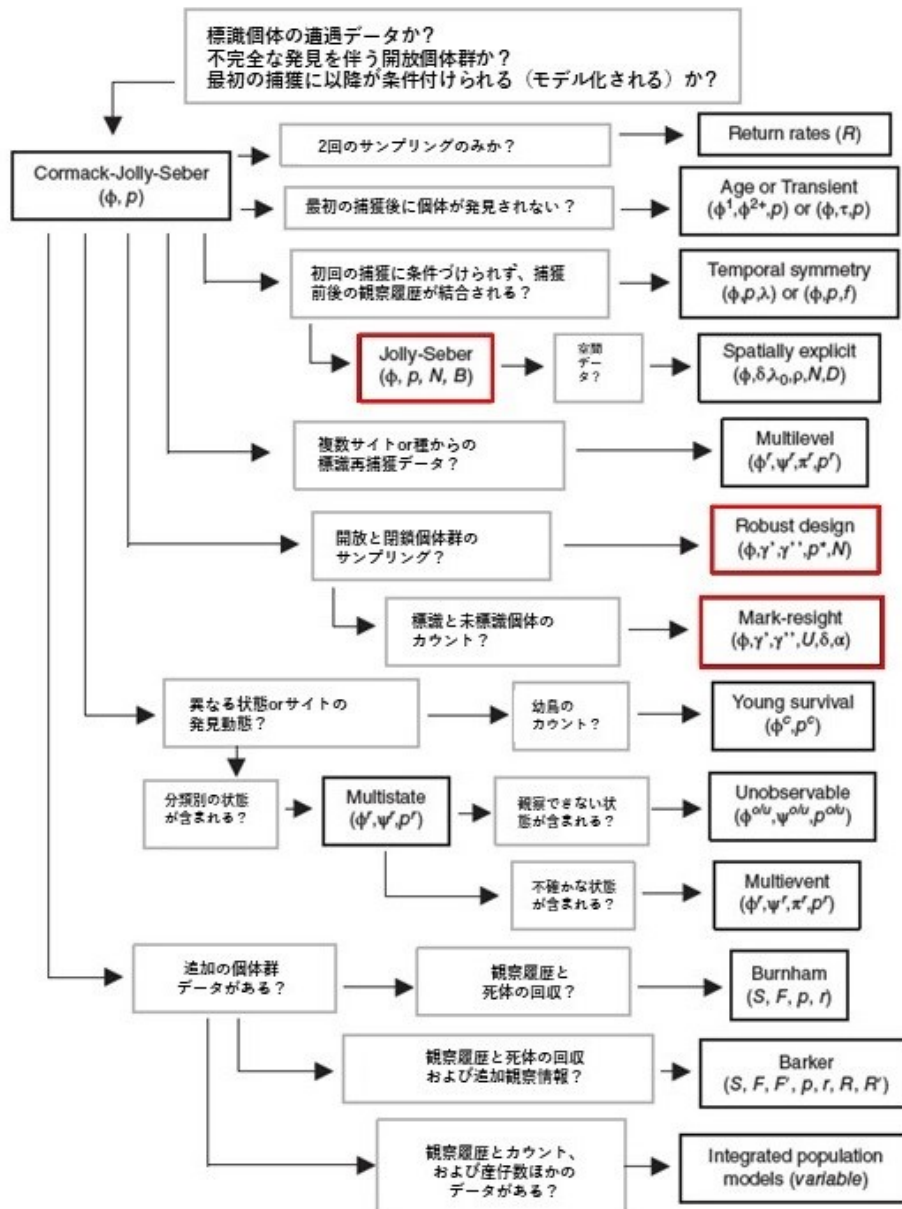 標識個体の遭遇データか？
不完全な発見を伴う開放個体群か？
最初の捕獲に以降が条件付けられる（モデル化される）か？
Cormack-Jolly-Seber
(ϕ, p)
2回のサンプリングのみか？
Return rates (R)
最初の捕獲後に個体が発見されない？
Age or Transient
(ϕ¹,ϕ²⁺,p) or (ϕ,τ,p)
初回の捕獲に条件づけられず、捕獲
前後の観察履歴が結合される？
Temporal symmetry
(ϕ,p,λ) or (ϕ,p,f)
Jolly-Seber
(ϕ, p, N, B)
空間
デー
タ？
Spatially explicit
(ϕ,δ,λ₀,ρ,N,D)
複数サイトor種からの
標識再捕獲データ？
Multilevel
(ϕʳ,ψʳ,πʳ,pʳ)
開放と閉鎖個体群の
サンプリング？
Robust design
(ϕ,γ',γ'',p*,N)
標識と未標識個体の
カウント？
Mark-resight
(ϕ,γ',γ'',U,δ,α)
異なる状態orサイトの
発見動態？
幼鳥の
カウント？
Young survival
(ϕᶜ,pᶜ)
分類別の状態
が含まれる？
Multistate
(ϕʳ,ψʳ,pʳ)
観察できない状
態が含まれる？
Unobservable
(ϕᵒ/ᵘ,ψᵒ/ᵘ,pᵒ/ᵘ)
不確かな状態
が含まれる？
Multievent
(ϕʳ,ψʳ,πʳ,pʳ)
追加の個体群
データがある？
観察履歴と
死体の回収？
Burnham
(S, F, p, r)
観察履歴と死体の回収
および追加観察情報？
Barker
(S, F, F', p, r, R, R')
観察履歴とカウント、
および産仔数ほかの
データがある？
Integrated population
models (variable)